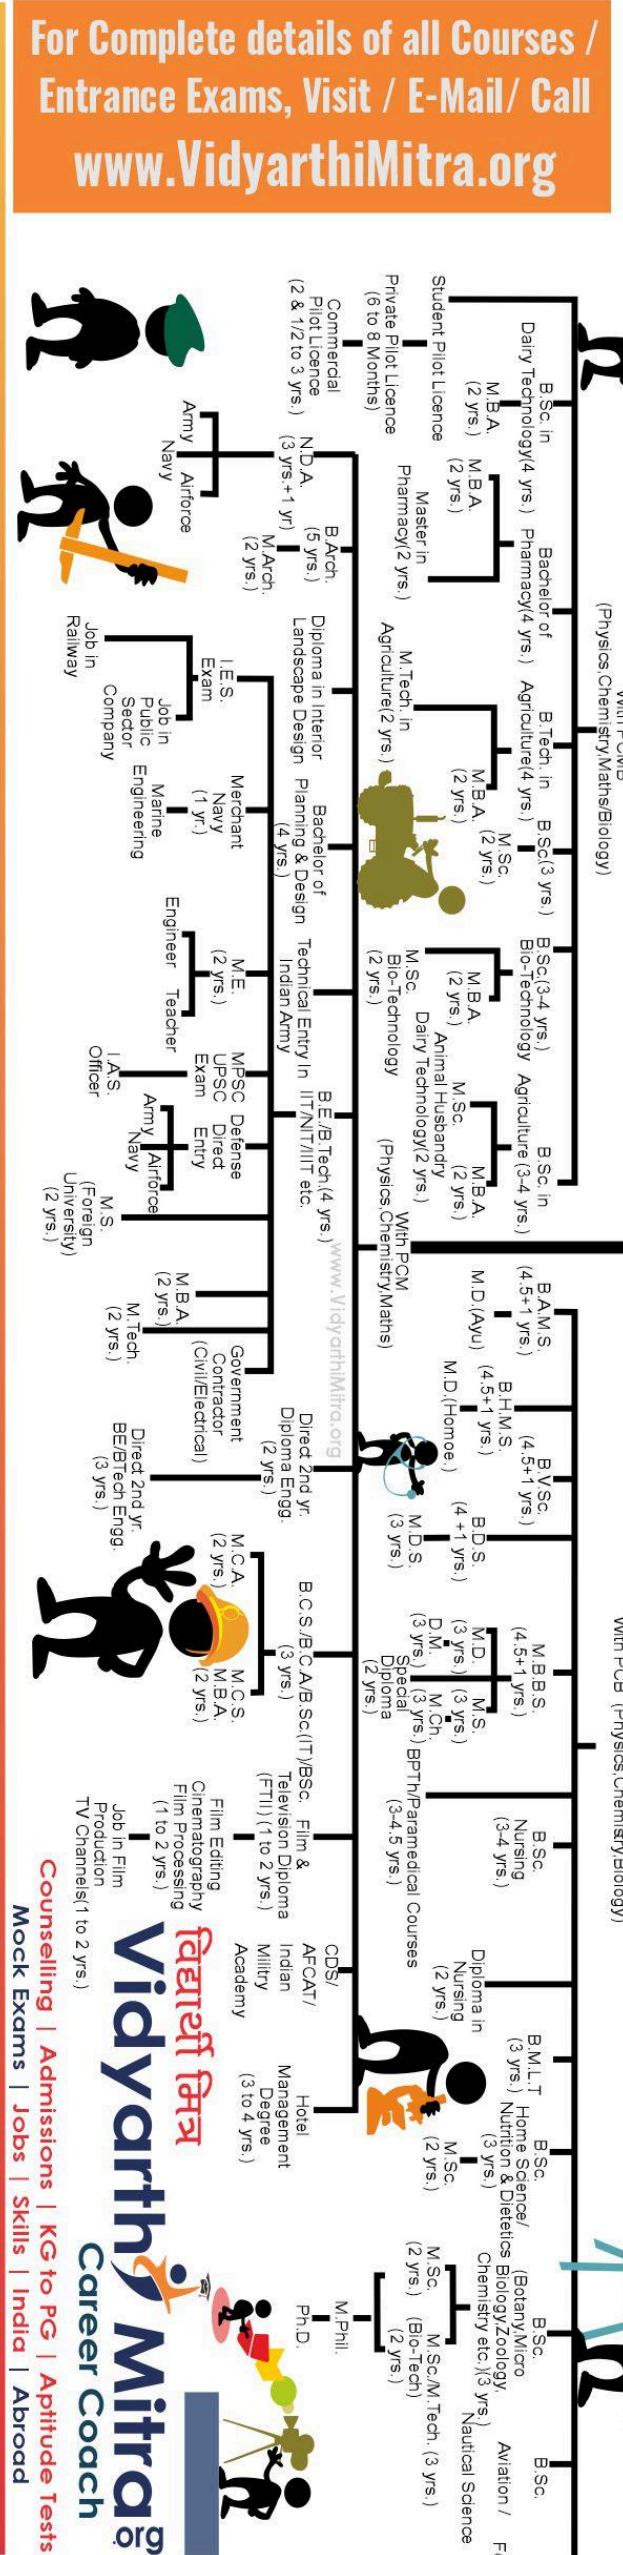 For Complete details of all Courses /
Entrance Exams, Visit / E-Mail/ Call
www.VidyarthiMitra.org
(Physics,Chemistry,Maths/Biology)
Student Pilot Licence
Private Pilot Licence
(6 to 8 Months)
Commercial
Pilot Licence
(2 & 1/2 to 3 yrs.)
B.Sc. in
Dairy Technology(4 yrs.)
M.B.A.
(2 yrs.)
Bachelor of
Pharmacy(4 yrs.)
M.B.A.
(2 yrs.)
Master in
Pharmacy(2 yrs.)
B.Tech. in
Agriculture(4 yrs.)
M.Tech. in
Agriculture(2 yrs.)
M.B.A.
(2 yrs.)
B.Sc(3 yrs.)
M.Sc.
(2 yrs.)
B.Sc.(3-4 yrs.)
Bio-Technology
M.Sc.
Bio-Technology
(2 yrs.)
M.B.A.
(2 yrs.)
B.Sc. in
Agriculture (3-4 yrs.)
M.Sc.
Animal Husbandry
Dairy Technology(2 yrs.)
M.B.A.
(2 yrs.)
With PCM
(Physics,Chemistry,Maths)
N.D.A.
(3 yrs.+1 yr)
Army
Navy
Airforce
B.Arch.
(5 yrs.)
M.Arch.
(2 yrs.)
Diploma in Interior
Landscape Design
Bachelor of
Planning & Design
(4 yrs.)
Technical Entry In
Indian Army
B.E./B.Tech.(4 yrs.)
IIT/NIT/IIIT etc.
I.E.S.
Exam
Job in
Railway
Job in
Public
Sector
Company
Merchant
Navy
(1 yr.)
Marine
Engineering
M.E.
(2 yrs.)
Engineer
Teacher
MPSC
UPSC
Exam
I.A.S.
Officer
Defense
Direct
Entry
Army
Navy
Airforce
M.S.
(Foreign
University)
(2 yrs.)
M.B.A.
(2 yrs.)
M.Tech.
(2 yrs.)
Government
Contractor
(Civil/Electrical)
www.VidyarthiMitra.org
Direct 2nd yr.
Diploma Engg.
(2 yrs.)
Direct 2nd yr.
BE/BTech Engg.
(3 yrs.)
B.C.S./B.C.A/B.Sc.(IT)/BSc.
(3 yrs.)
M.C.A.
(2 yrs.)
M.C.S.
M.B.A.
(2 yrs.)
Film &
Television Diploma
(FTII) (1 to 2 yrs.)
Film Editing
Cinematography
Film Processing
(1 to 2 yrs.)
Job in Film
Production
TV Channels(1 to 2 yrs.)
CDS/
AFCAT/
Indian
Militry
Academy
Hotel
Management
Degree
(3 to 4 yrs.)
With PCB (Physics,Chemistry,Biology)
B.A.M.S.
(4.5+1 yrs.)
M.D.(Ayu)
B.H.M.S.
(4.5+1 yrs.)
M.D.(Homoe.)
B.V.Sc.
(4.5+1 yrs.)
B.D.S.
(4 +1 yrs.)
M.D.S.
(3 yrs.)
M.B.B.S.
(4.5+1 yrs.)
M.D.
(3 yrs.)
M.S.
(3 yrs.)
D.M.
(3 yrs.)
M.Ch.
(3 yrs.)
Special
Diploma
(2 yrs.)
BPTh/Paramedical Courses
(3-4.5 yrs.)
B.Sc.
Nursing
(3-4 yrs.)
Diploma in
Nursing
(2 yrs.)
B.M.L.T
(3 yrs.)
B.Sc.
Home Science/
Nutrition & Dietetics
(3 yrs.)
M.Sc.
(2 yrs.)
B.Sc.
(Botany,Micro
Biology,Zoology,
Chemistry etc.)(3 yrs.)
M.Sc.
(2 yrs.)
M.Sc./M.Tech. (3 yrs.)
(Bio-Tech)
(2 yrs.)
M.Phil.
Ph.D.
B.Sc.
Aviation /
Nautical Science
विद्यार्थी मित्र
Vidyarthi Mitra.org
Career Coach
Counselling | Admissions | KG to PG | Aptitude Tests
Mock Exams | Jobs | Skills | India | Abroad